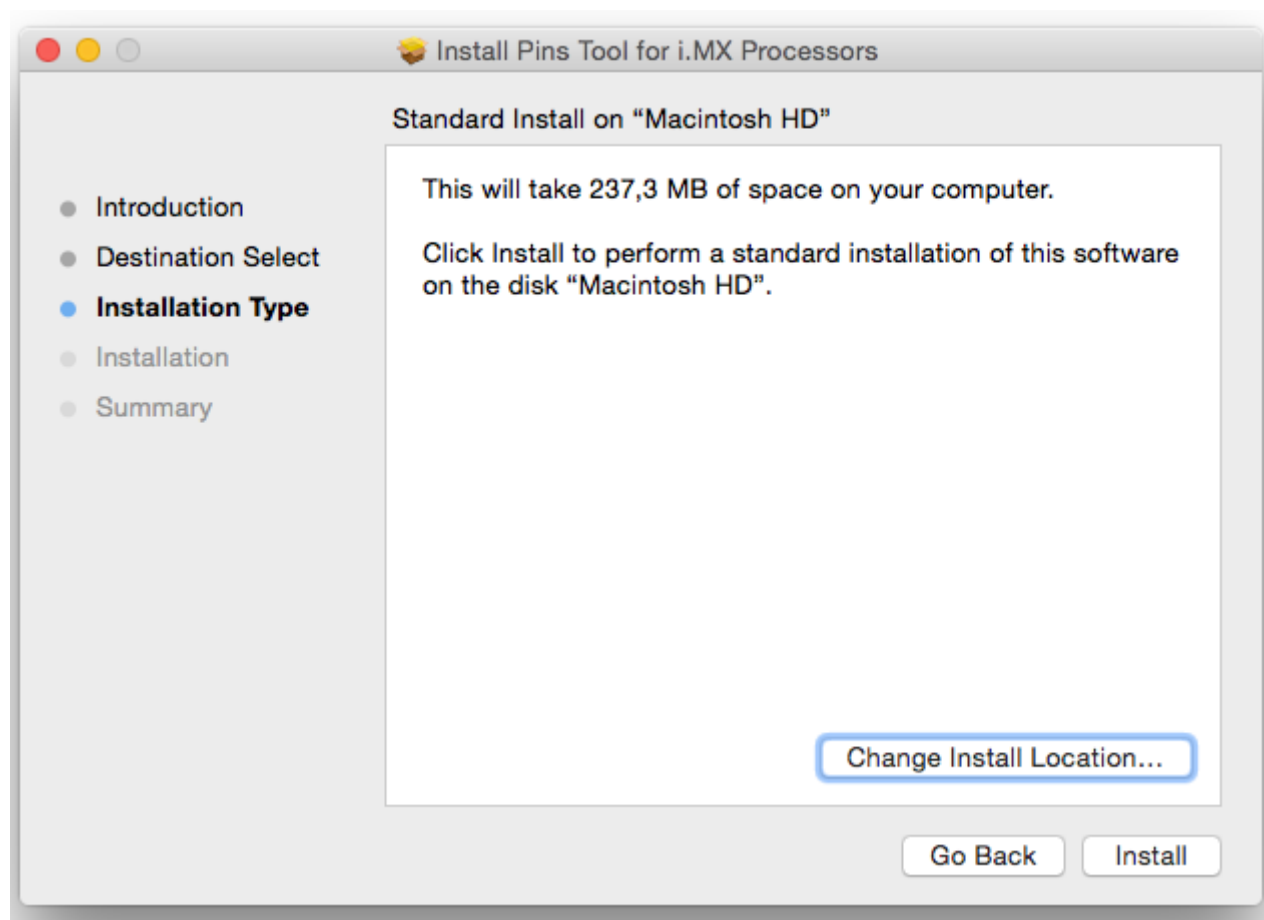 Install Pins Tool for i.MX Processors
Standard Install on “Macintosh HD”
Introduction
Destination Select
Installation Type
Installation
Summary
This will take 237,3 MB of space on your computer.
Click Install to perform a standard installation of this software
on the disk “Macintosh HD”.
Change Install Location...
Go Back
Install